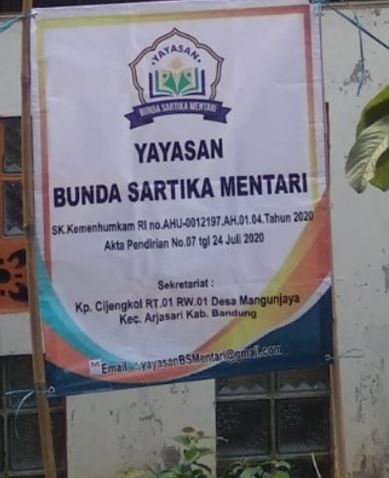 YAYASAN
BUNDA SARTIKA MENTARI
YAYASAN
BUNDA SARTIKA MENTARI
SK.Kemenhumkam RI no.AHU-0012197.AH.01.04.Tahun 2020
Akta Pendirian No.07 tgl 24 Juli 2020
Sekretariat :
Kp. Cijengkol RT.01 RW.01 Desa Mangunjaya
Kec. Arjasari Kab. Bandung
Email : yayasanBSMentari@gmail.com